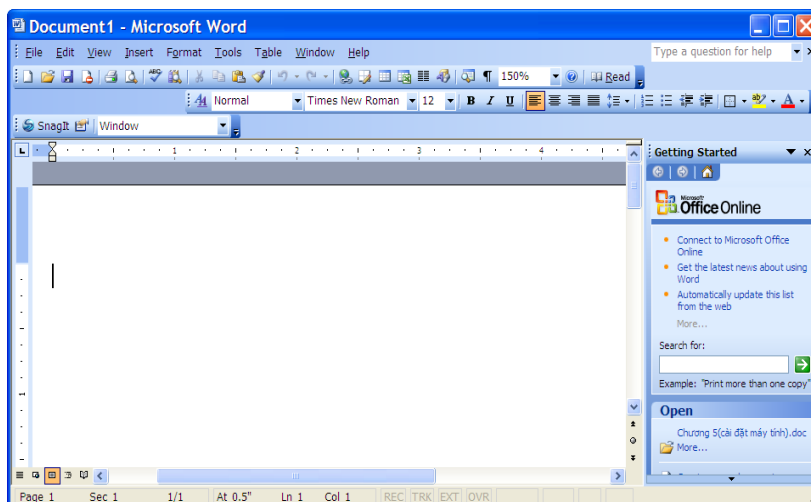 Document1 - Microsoft Word
File Edit View Insert Format Tools Table Window Help
Type a question for help
150% Read
Normal Times New Roman 12 B I U
SnagIt Window
1 2 3 4
Getting Started
Microsoft
Office Online
Connect to Microsoft Office
Online
Get the latest news about using
Word
Automatically update this list
from the web
More...
Search for:
Example: "Print more than one copy"
Open
Chương 5(cài đặt máy tính).doc
More...
1
Page 1 Sec 1 1/1 At 0.5" Ln 1 Col 1 REC TRK EXT OVR